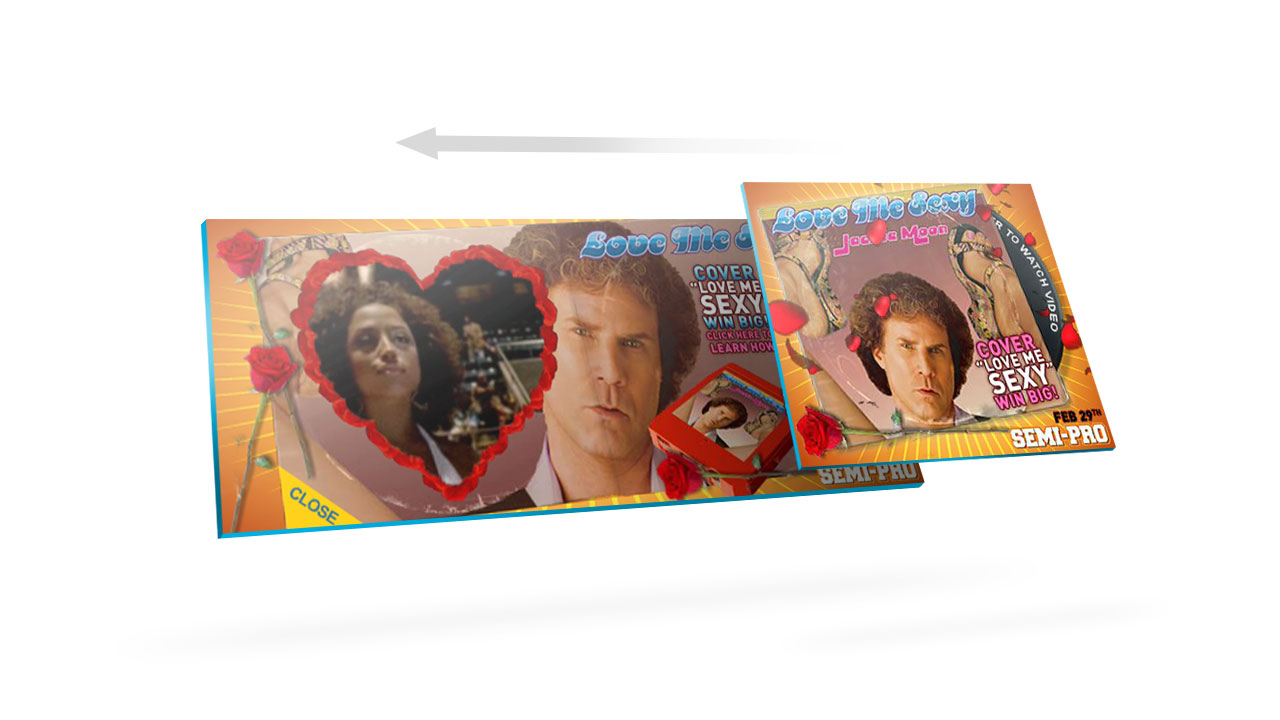 Love Me S
COVER
"LOVE ME
SEXY
WIN BIG!
CLICK HERE TO
LEARN HOW
CLOSE
SEMI-PRO
Love Me Sexy
Jackie Moon
R TO WATCH VIDEO
COVER
"LOVE ME
SEXY"
WIN BIG!
FEB 29TH
SEMI-PRO